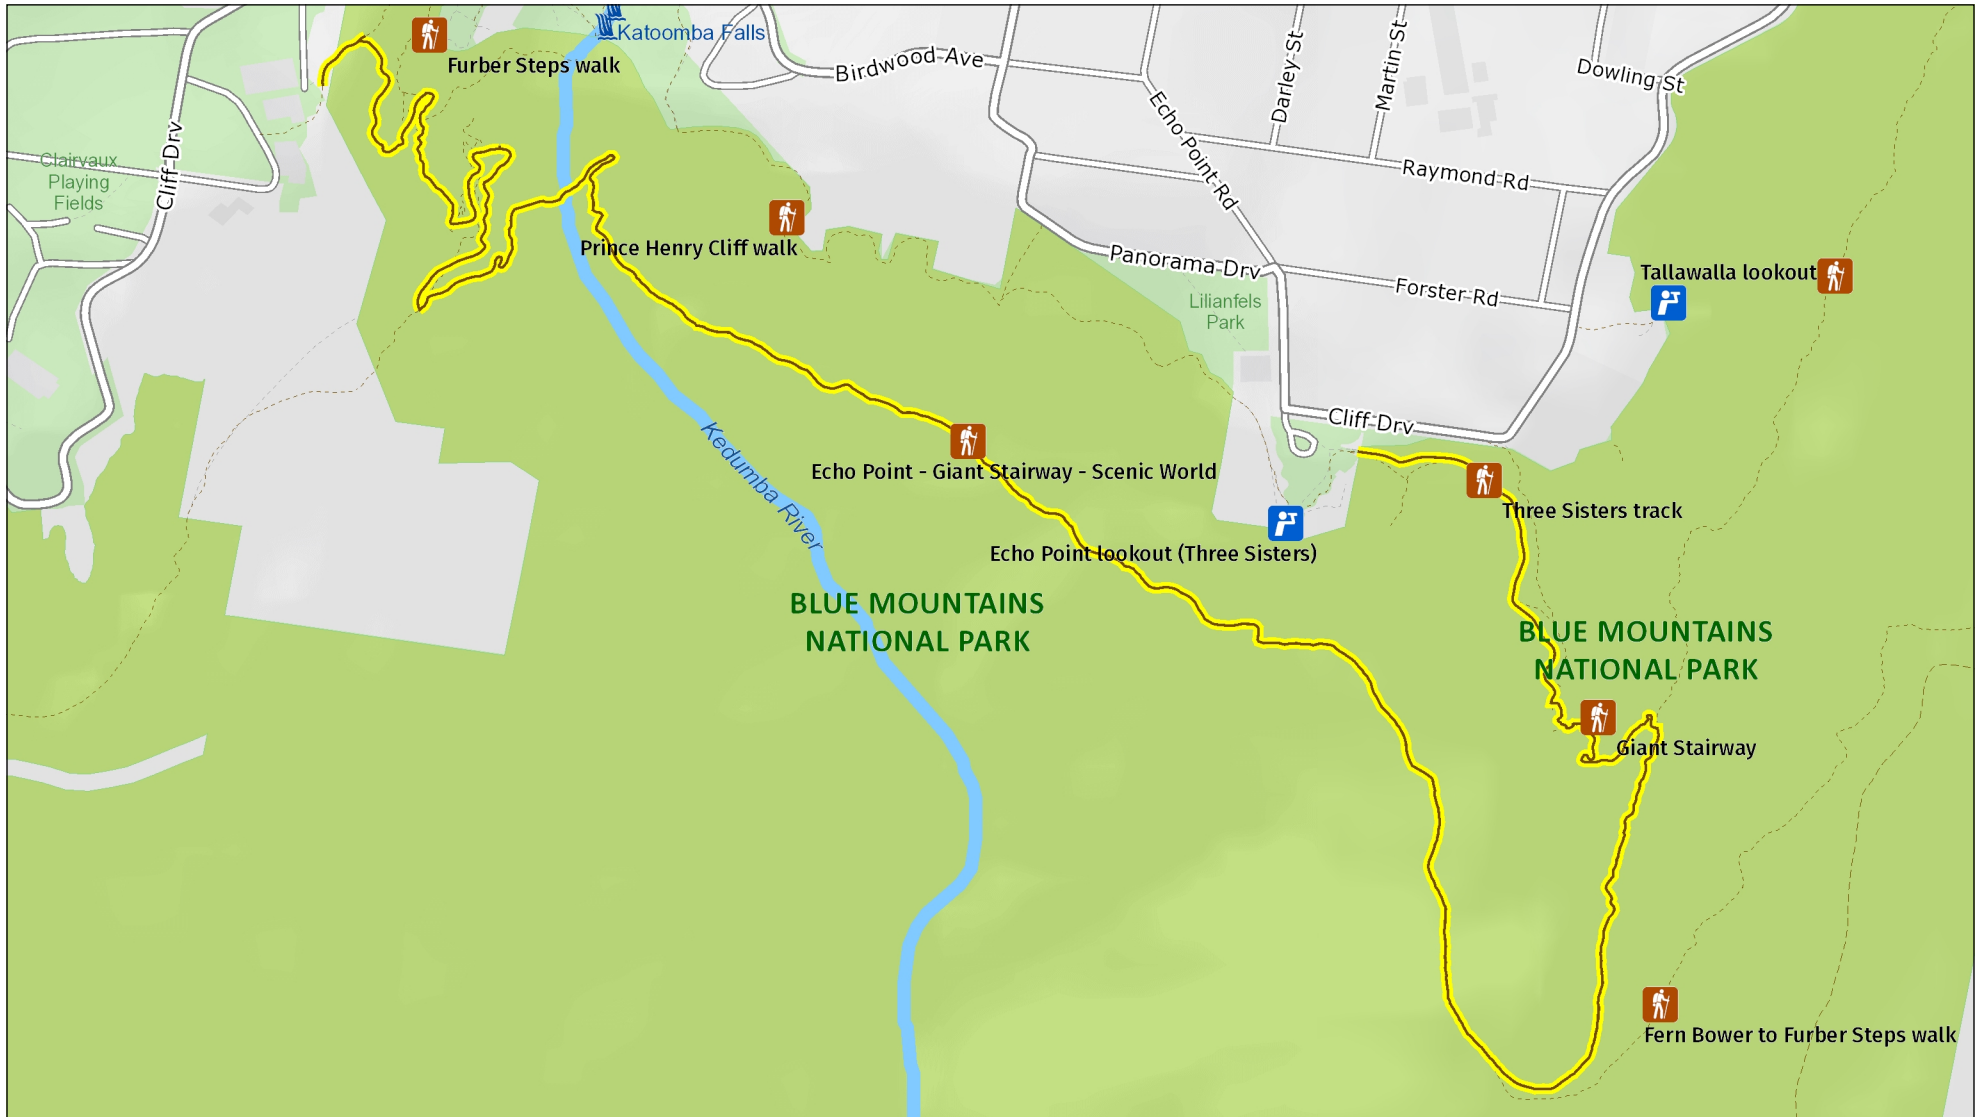 Katoomba Falls
Furber Steps walk
Birdwood Ave
Dowling St
Darley St
Martin St
Echo Point Rd
Clairvaux
Playing
Fields
Cliff Drv
Raymond Rd
Prince Henry Cliff walk
Panorama Drv
Tallawalla lookout
Forster Rd
Lilianfels
Park
Cliff Drv
Kedumba River
Echo Point - Giant Stairway - Scenic World
Three Sisters track
Echo Point lookout (Three Sisters)
BLUE MOUNTAINS
NATIONAL PARK
BLUE MOUNTAINS
NATIONAL PARK
Giant Stairway
Fern Bower to Furber Steps walk